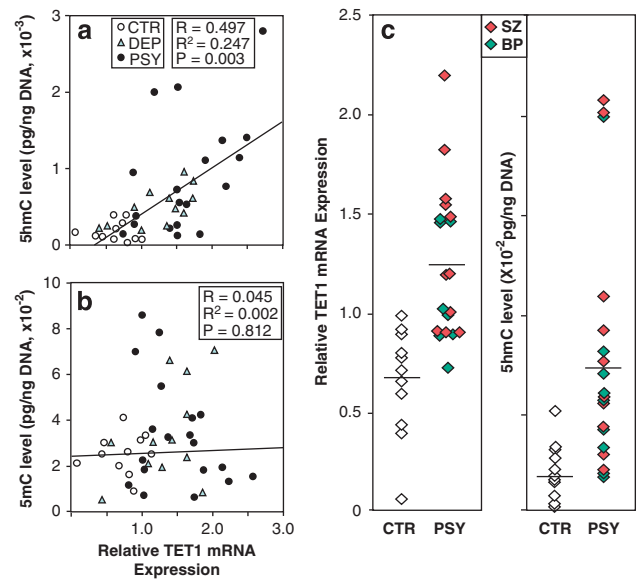 a
CTR
DEP
PSY
R = 0.497
R² = 0.247
P = 0.003
5hmC level (pg/ng DNA, x10⁻³)
3
2
1
0
b
R = 0.045
R² = 0.002
P = 0.812
5mC level (pg/ng DNA, x10⁻²)
10
8
6
4
2
0
1.0
2.0
3.0
Relative TET1 mRNA
Expression
c
SZ
BP
Relative TET1 mRNA Expression
2.5
2.0
1.5
1.0
0.5
0
CTR
PSY
5hmC level (X10⁻²pg/ng DNA)
CTR
PSY